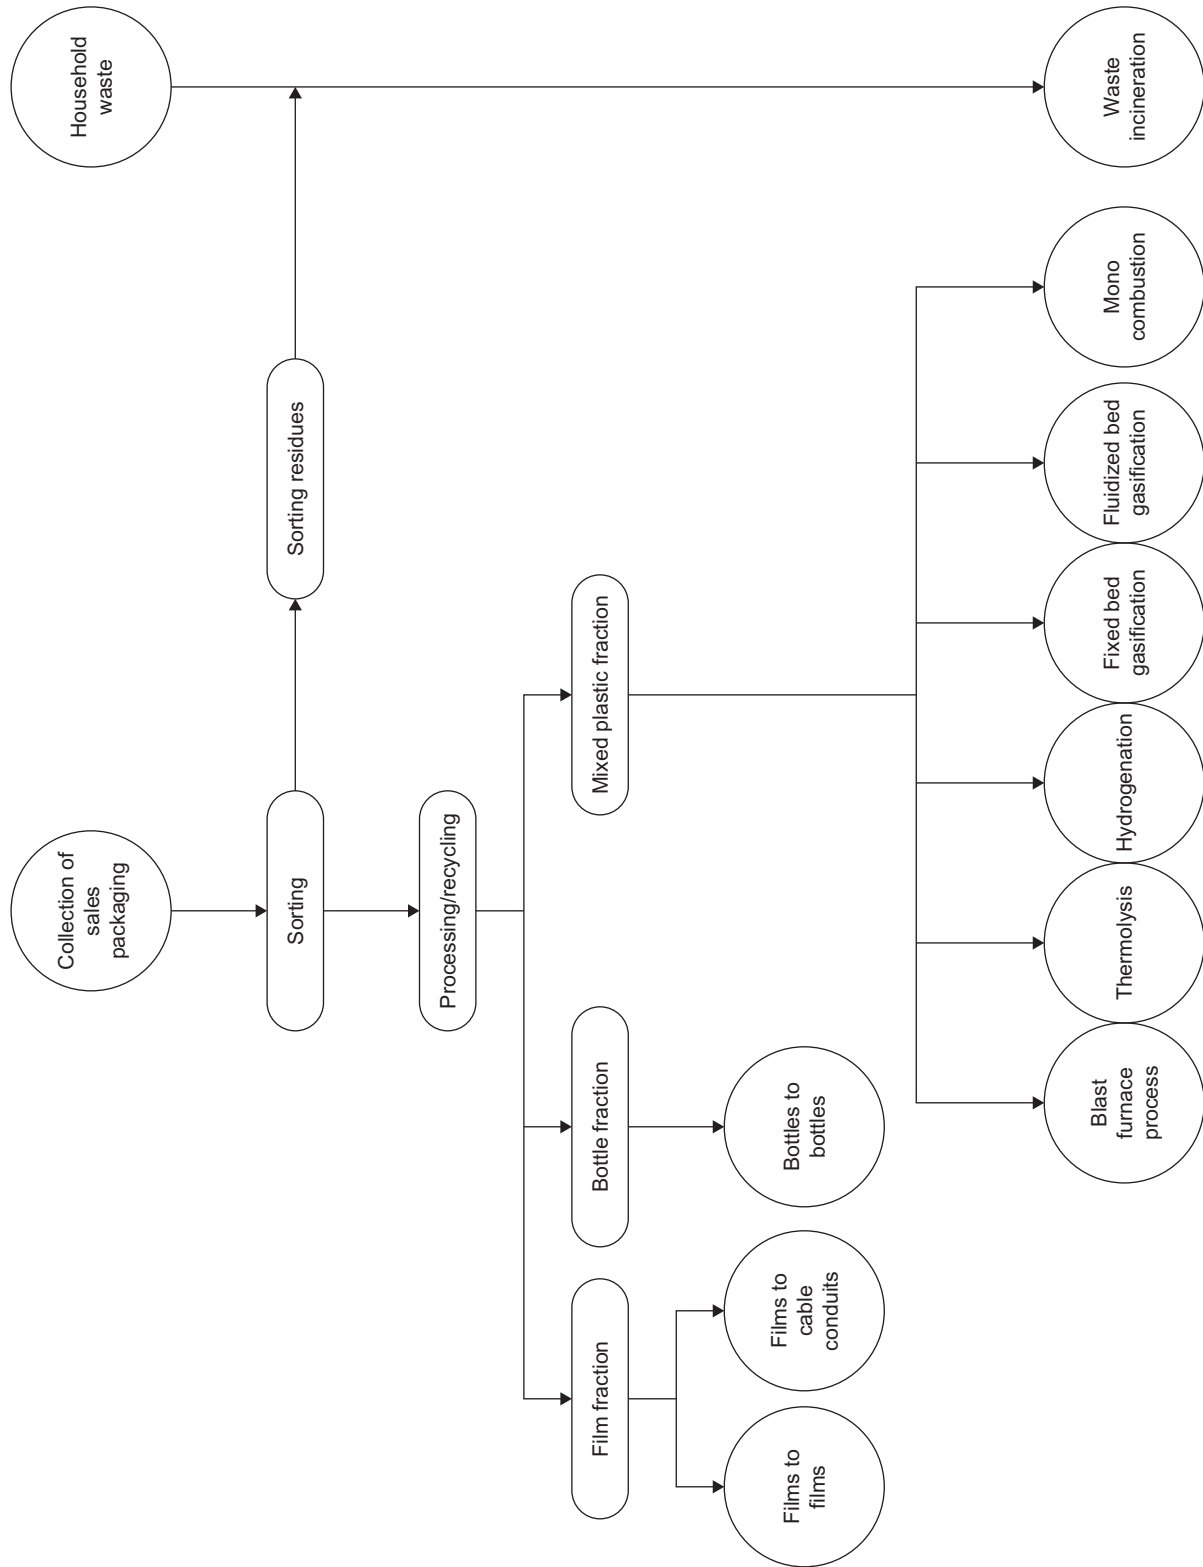 Collection of
sales
packaging
Household
waste
Sorting
Sorting residues
Processing/recycling
Film fraction
Bottle fraction
Mixed plastic fraction
Films to
films
Films to
cable
conduits
Bottles to
bottles
Blast
furnace
process
Thermolysis
Hydrogenation
Fixed bed
gasification
Fluidized bed
gasification
Mono
combustion
Waste
incineration